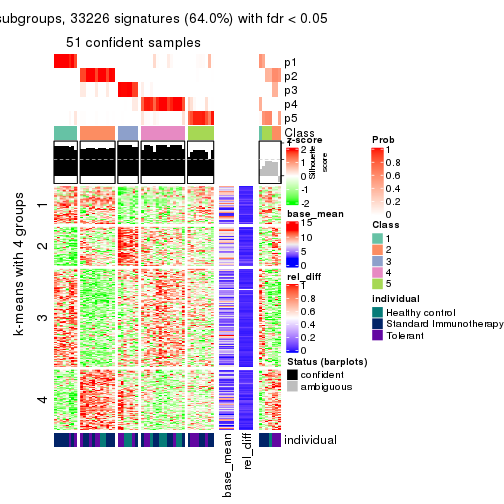 subgroups, 33226 signatures (64.0%) with fdr < 0.05
51 confident samples
p1
p2
p3
p4
p5
Class
z-score
2
1
0
-1
-2
Silhouette score
base_mean
15
10
5
0
rel_diff
1
0.8
0.6
0.4
0.2
0
Status (barplots)
confident
ambiguous
Prob
1
0.8
0.6
0.4
0.2
0
Class
1
2
3
4
5
individual
Healthy control
Standard Immunotherapy
Tolerant
k-means with 4 groups
1
2
3
4
individual
base_mean
rel_diff